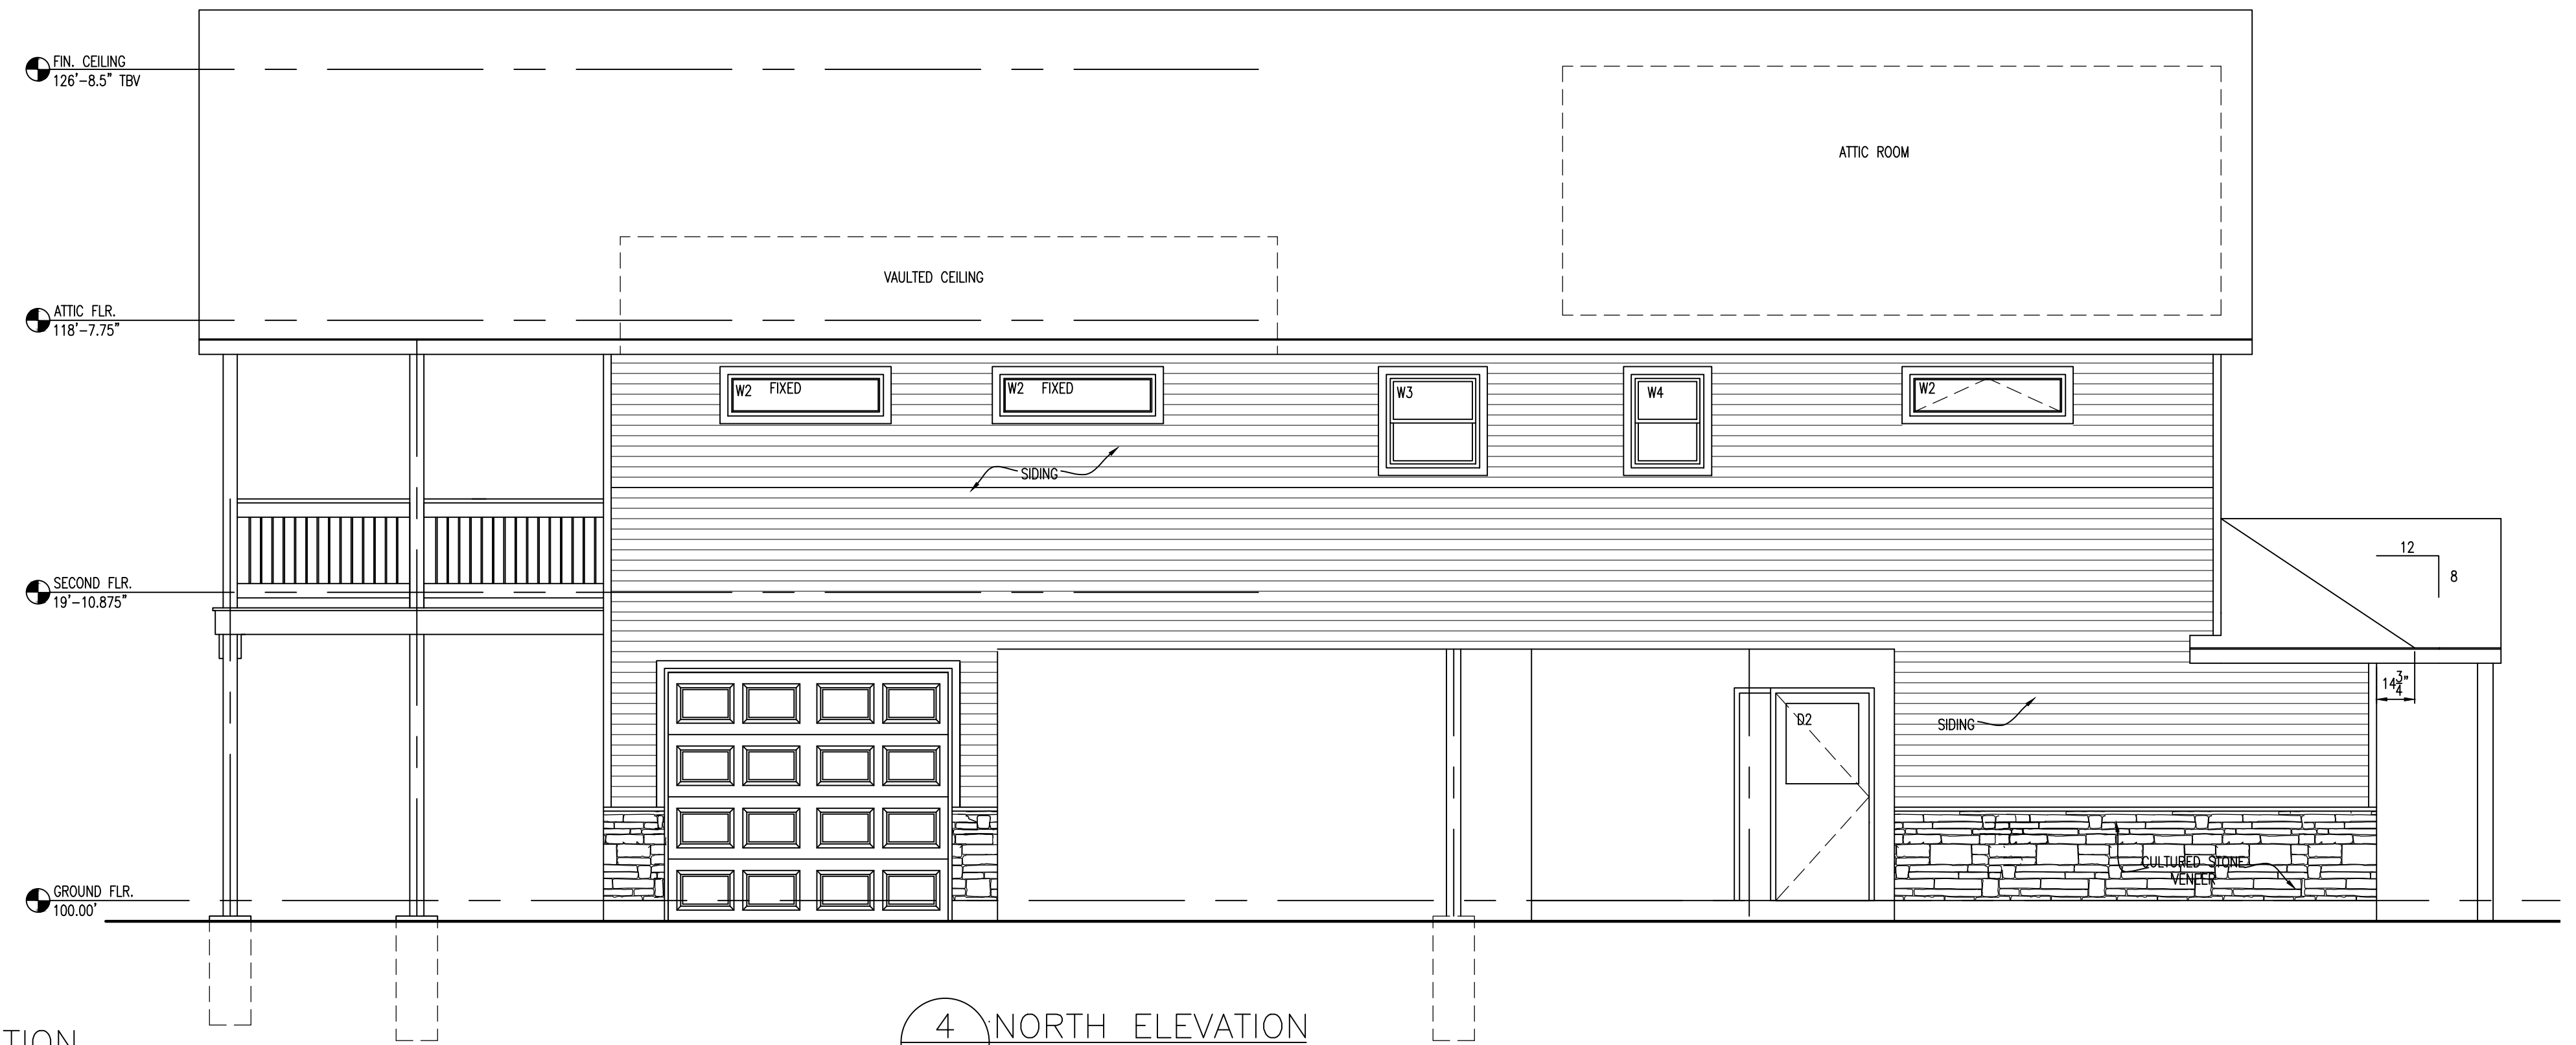 FIN. CEILING
126'-8.5" TBV
ATTIC ROOM
VAULTED CEILING
ATTIC FLR.
118'-7.75"
W2 FIXED
W2 FIXED
W3
W4
W2
SIDING
12
8
SECOND FLR.
19'-10.875"
14 3/4"
D2
SIDING
CULTURED STONE
VENEER
GROUND FLR.
100.00'
4 NORTH ELEVATION
TION